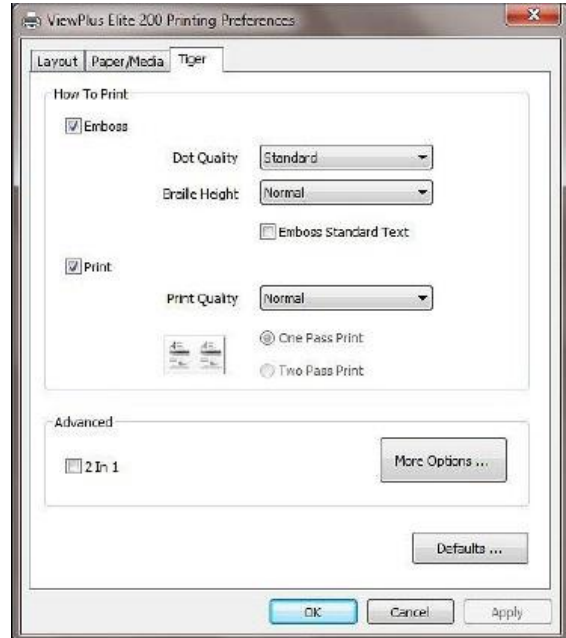 ViewPlus Elite 200 Printing Preferences
Layout Paper/Media Tiger
How To Print
Emboss
Dot Quality Standard
Braille Height Normal
Emboss Standard Text
Print
Print Quality Normal
One Pass Print
Two Pass Print
Advanced
2 In 1
More Options ...
Defaults ...
OK Cancel Apply